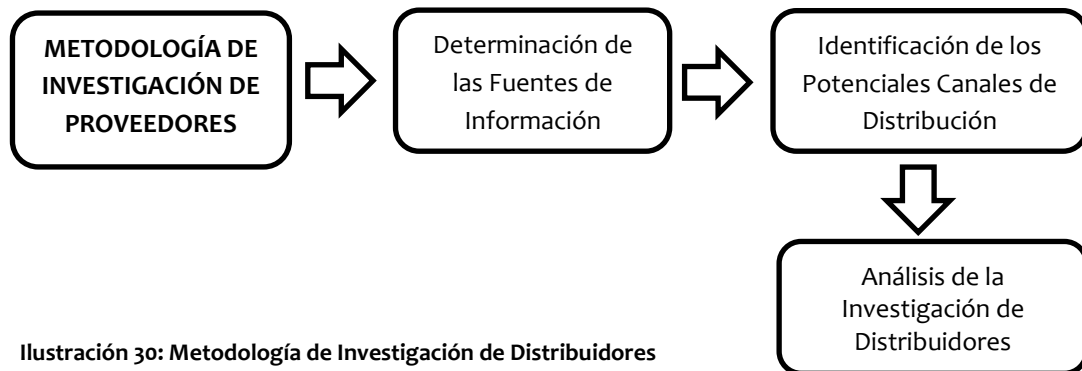 METODOLOGÍA DE
INVESTIGACIÓN DE
PROVEEDORES
Determinación de
las Fuentes de
Información
Identificación de los
Potenciales Canales de
Distribución
Análisis de la
Investigación de
Distribuidores
Ilustración 30: Metodología de Investigación de Distribuidores